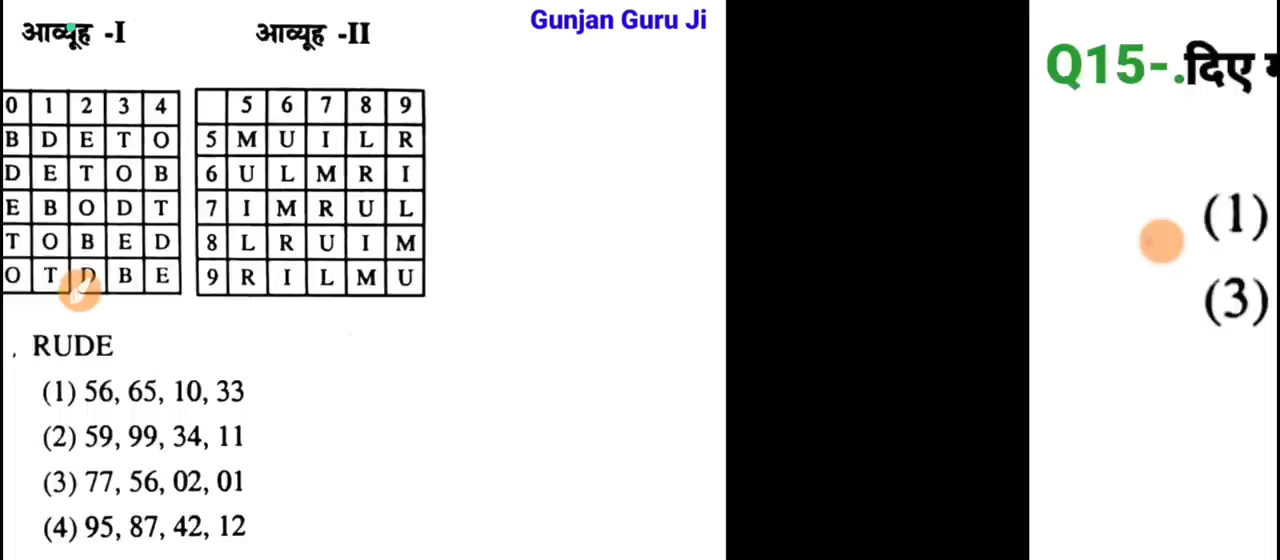 आव्यूह -I
आव्यूह -II
Gunjan Guru Ji
0 1 2 3 4
B D E T O
D E T O B
E B O D T
T O B E D
O T D B E
5 6 7 8 9
5 M U I L R
6 U L M R I
7 I M R U L
8 L R U I M
9 R I L M U
. RUDE
(1) 56, 65, 10, 33
(2) 59, 99, 34, 11
(3) 77, 56, 02, 01
(4) 95, 87, 42, 12
Q15-.दिए
(1)
(3)